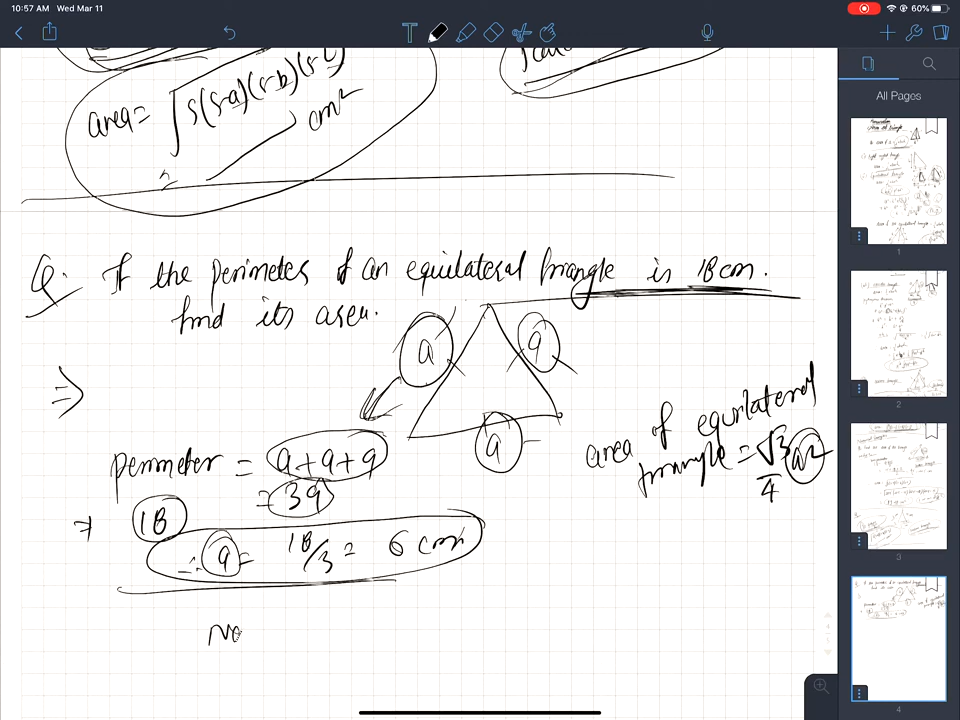 10:57 AM Wed Mar 11
60%
area = √s(s-a)(s-b)(s-c)
cm²
All Pages
Q. If the perimeter of an equilateral triangle is 18 cm.
find its area.
a
a
a
⇒
perimeter = a+a+a
= 3a
⇒ 18
∴ a = 18/3 = 6 cm
area of equilateral
triangle = √3/4 a²
No
1
2
3
4